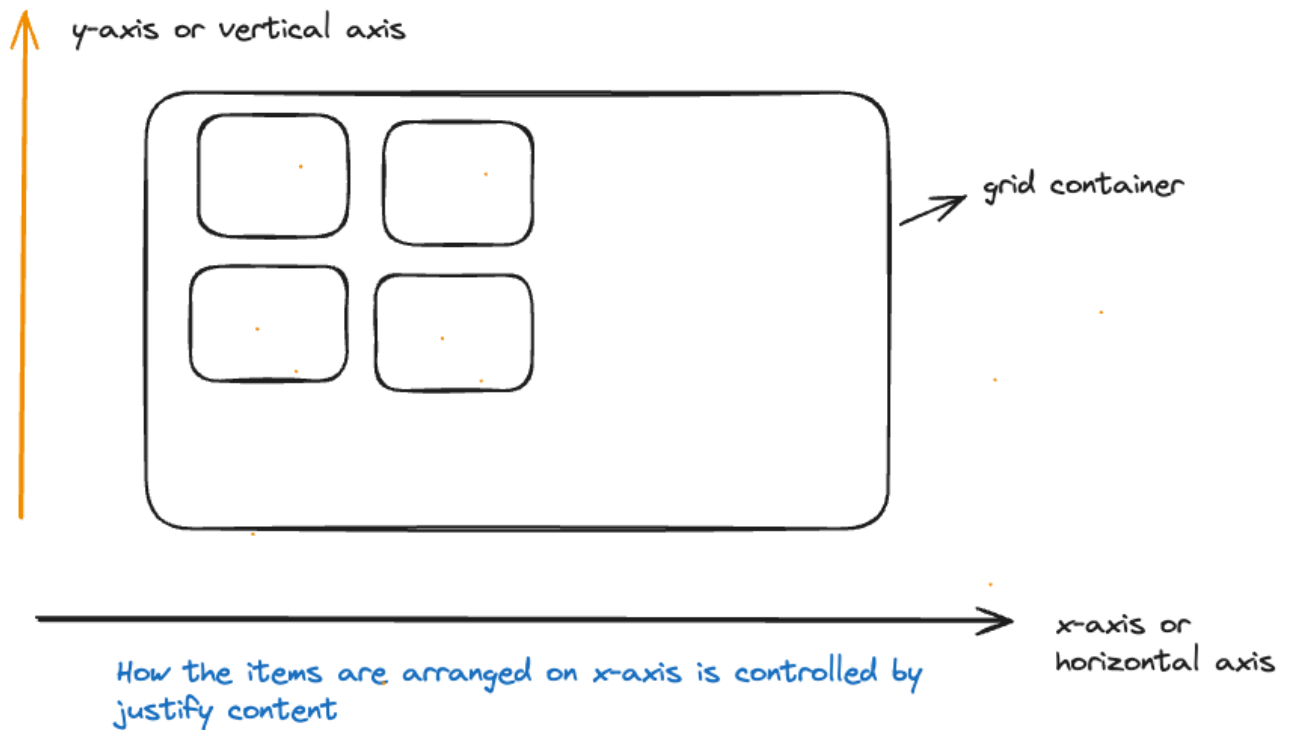 y-axis or vertical axis
grid container
x-axis or
horizontal axis
How the items are arranged on x-axis is controlled by
justify content